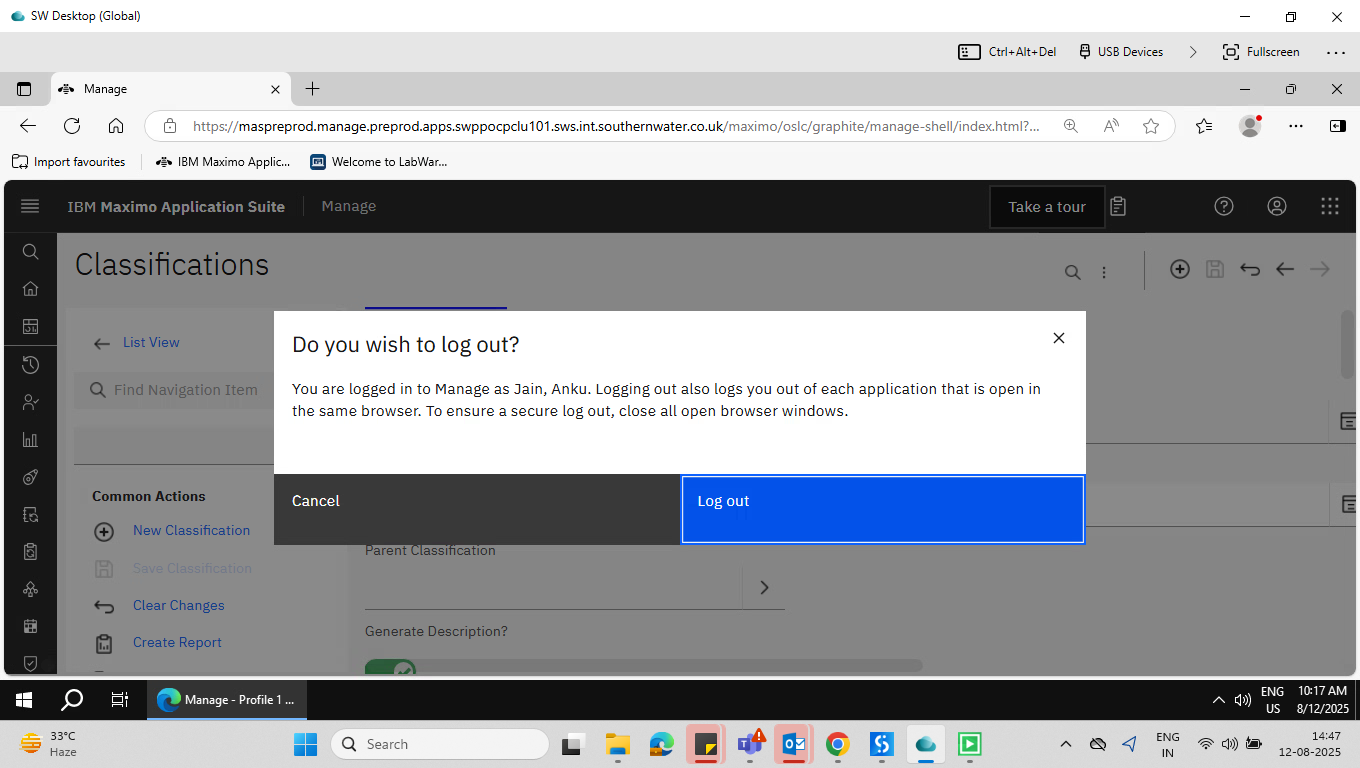 SW Desktop (Global)
Ctrl+Alt+Del
USB Devices
Fullscreen
Manage
https://maspreprod.manage.preprod.apps.swppocpclu101.sws.int.southernwater.co.uk/maximo/oslc/graphite/manage-shell/index.html?...
Import favourites
IBM Maximo Applic...
Welcome to LabWar...
IBM Maximo Application Suite
Manage
Take a tour
Classifications
List View
Find Navigation Item
Do you wish to log out?
You are logged in to Manage as Jain, Anku. Logging out also logs you out of each application that is open in
the same browser. To ensure a secure log out, close all open browser windows.
Cancel
Log out
Common Actions
New Classification
Save Classification
Clear Changes
Create Report
Parent Classification
Generate Description?
Manage - Profile 1 ...
ENG
US
10:17 AM
8/12/2025
33°C
Haze
Search
ENG
IN
14:47
12-08-2025